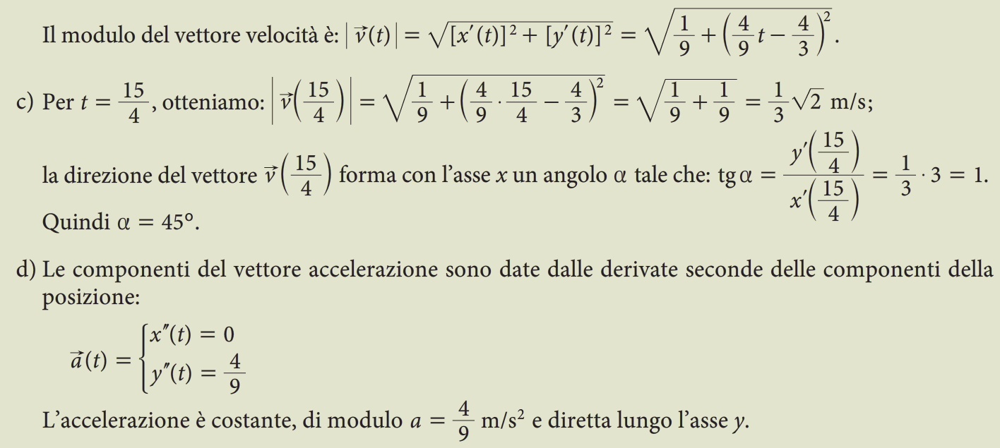 Il modulo del vettore velocità è: |v⃗(t)| = √([x′(t)]² + [y′(t)]²) = √(1/9 + (4/9 t − 4/3)²).
c) Per t = 15/4, otteniamo: |v⃗(15/4)| = √(1/9 + (4/9 · 15/4 − 4/3)²) = √(1/9 + 1/9) = 1/3 √2 m/s;
la direzione del vettore v⃗(15/4) forma con l’asse x un angolo α tale che: tg α = y′(15/4) / x′(15/4) = 1/3 · 3 = 1.
Quindi α = 45°.
d) Le componenti del vettore accelerazione sono date dalle derivate seconde delle componenti della
posizione:
a⃗(t) = { x″(t) = 0
y″(t) = 4/9
L’accelerazione è costante, di modulo a = 4/9 m/s² e diretta lungo l’asse y.